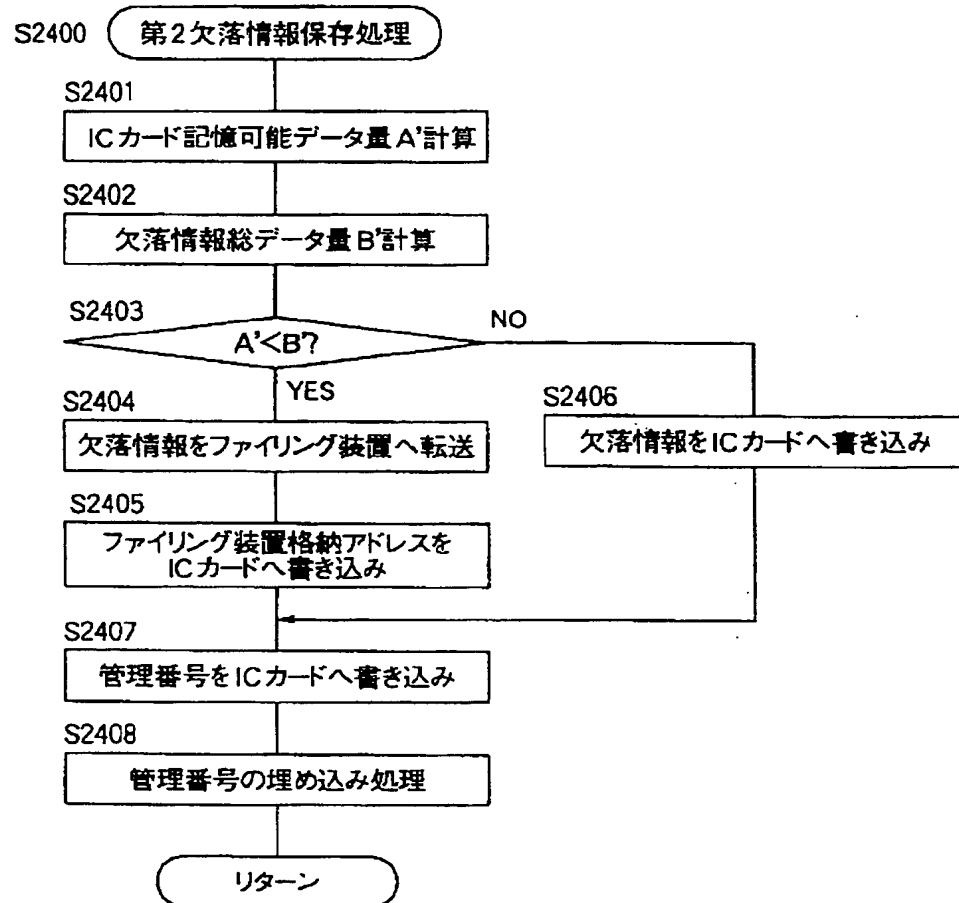 S2400 第2欠落情報保存処理
S2401
ICカード記憶可能データ量A'計算
S2402
欠落情報総データ量B'計算
S2403
A'<B'?
NO
YES
S2404
欠落情報をファイリング装置へ転送
S2406
欠落情報をICカードへ書き込み
S2405
ファイリング装置格納アドレスを
ICカードへ書き込み
S2407
管理番号をICカードへ書き込み
S2408
管理番号の埋め込み処理
リターン